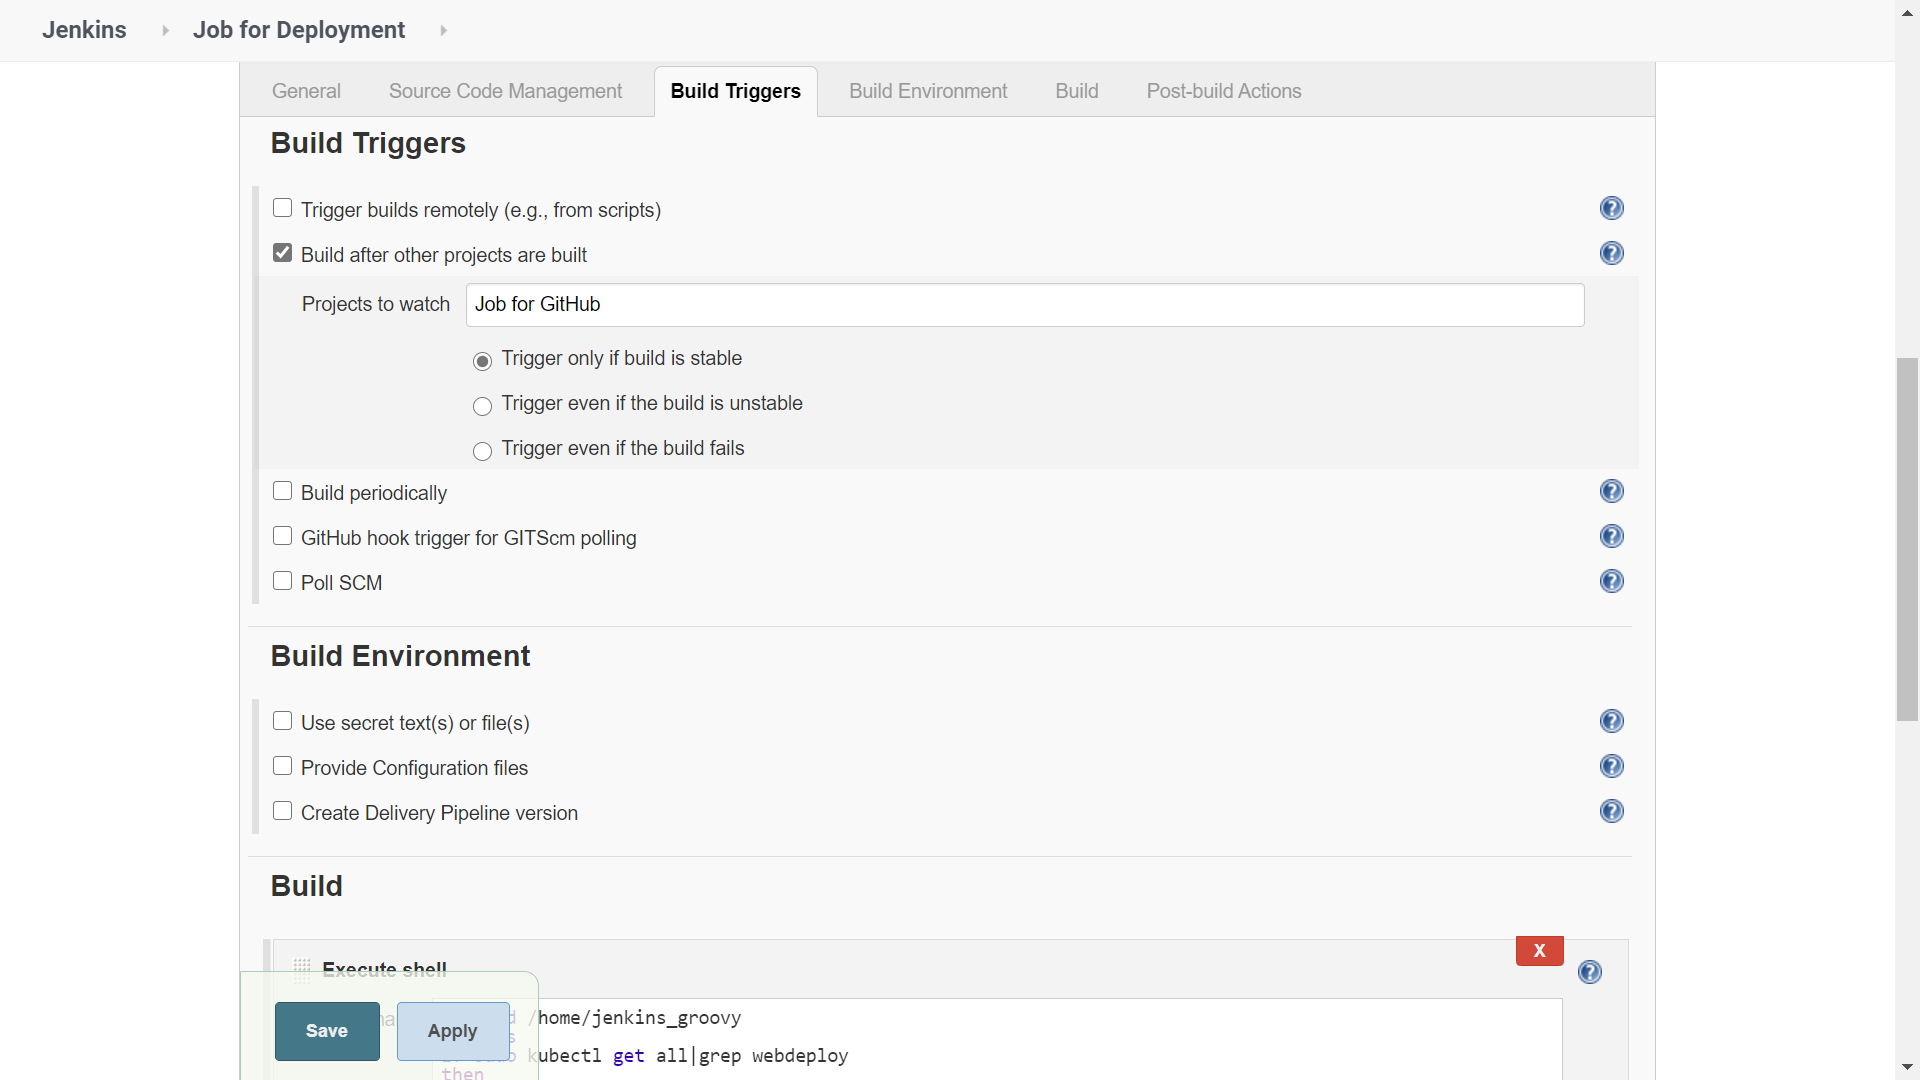 Jenkins Job for Deployment
General Source Code Management Build Triggers Build Environment Build Post-build Actions
Build Triggers
Trigger builds remotely (e.g., from scripts)
Build after other projects are built
Projects to watch Job for GitHub
Trigger only if build is stable
Trigger even if the build is unstable
Trigger even if the build fails
Build periodically
GitHub hook trigger for GITScm polling
Poll SCM
Build Environment
Use secret text(s) or file(s)
Provide Configuration files
Create Delivery Pipeline version
Build
X
Execute shell
/home/jenkins_groovy
kubectl get all|grep webdeploy
then
Save Apply